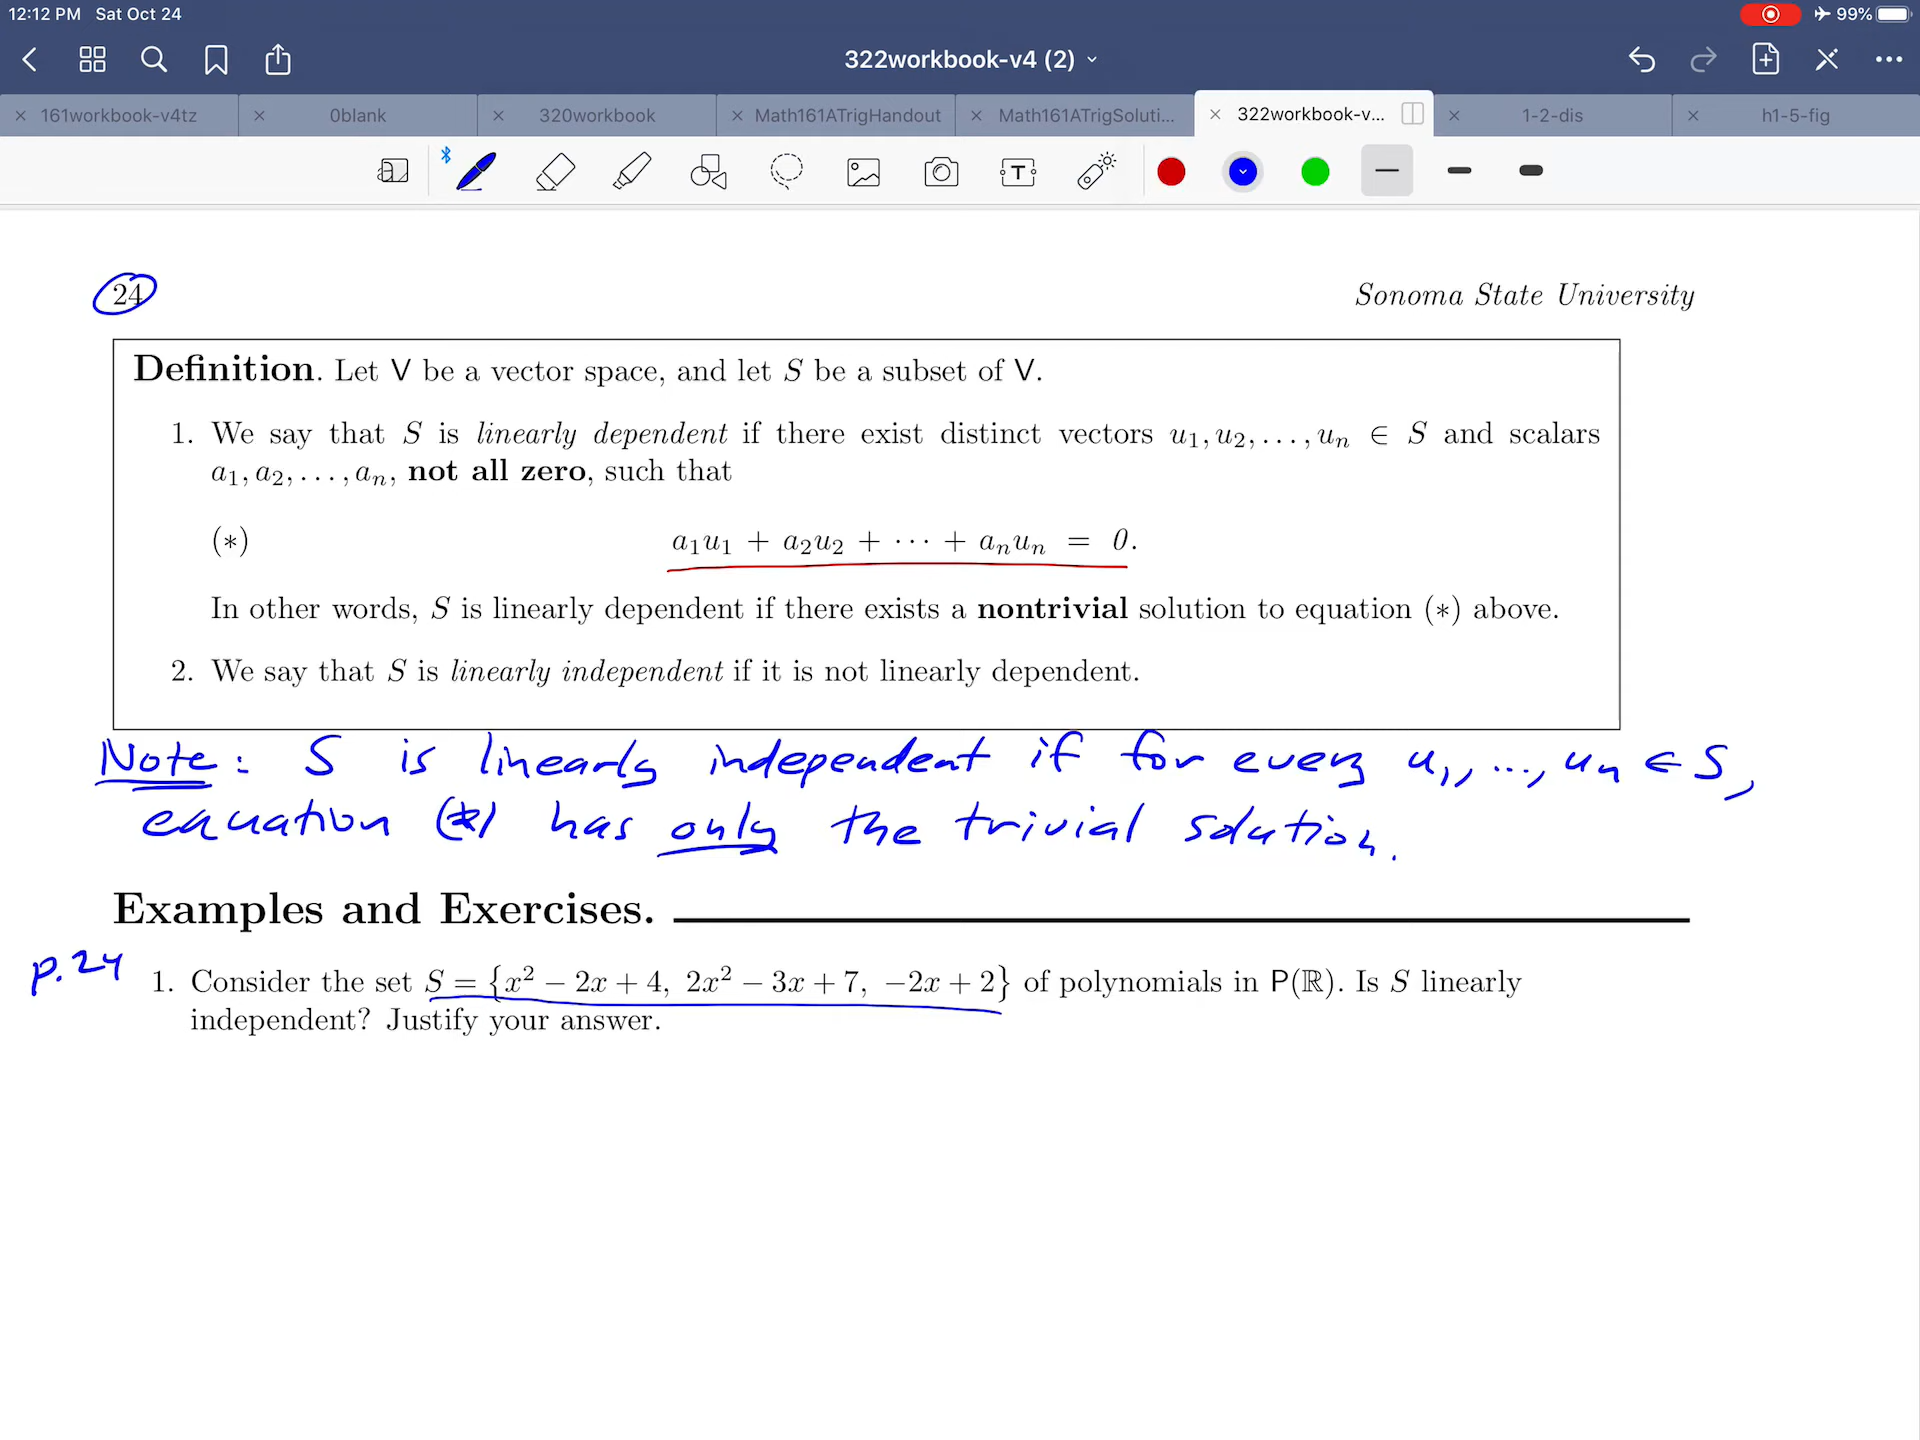 12:12 PM Sat Oct 24
99%
322workbook-v4 (2)
161workbook-v4tz
0blank
320workbook
Math161ATrigHandout
Math161ATrigSoluti...
322workbook-v...
1-2-dis
h1-5-fig
24
Sonoma State University
Definition. Let V be a vector space, and let S be a subset of V.
1. We say that S is linearly dependent if there exist distinct vectors u₁, u₂, . . . , uₙ ∈ S and scalars
a₁, a₂, . . . , aₙ, not all zero, such that
(∗) a₁u₁ + a₂u₂ + · · · + aₙuₙ = 0.
In other words, S is linearly dependent if there exists a nontrivial solution to equation (∗) above.
2. We say that S is linearly independent if it is not linearly dependent.
Note: S is linearly independent if for every u₁, ..., uₙ ∈ S,
equation (*) has only the trivial solution.
Examples and Exercises.
p.24
1. Consider the set S = {x² − 2x + 4, 2x² − 3x + 7, −2x + 2} of polynomials in P(ℝ). Is S linearly
independent? Justify your answer.